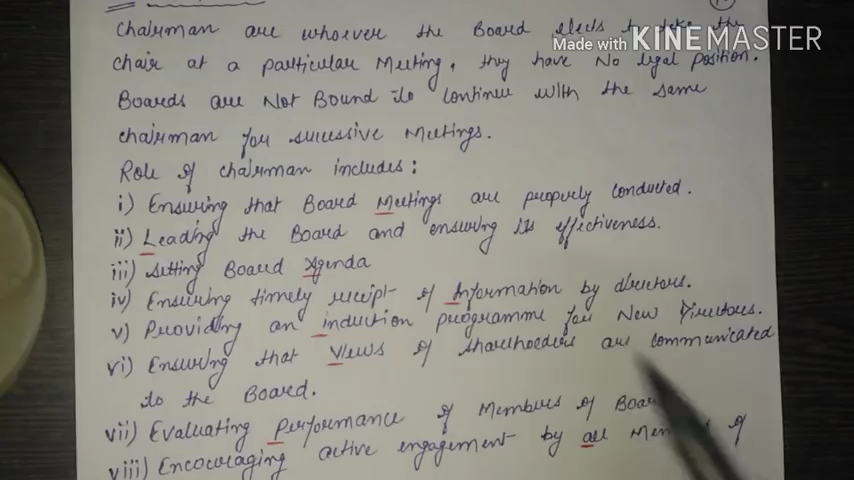 Chairman are whoever the Board elects to take the
chair at a particular Meeting. they have No legal position.
Boards are Not Bound to continue with the same
chairman for successive Meetings.
Role of chairman includes:
i) Ensuring that Board Meetings are properly conducted.
ii) Leading the Board and ensuring its effectiveness.
iii) Setting Board Agenda
iv) Ensuring timely receipt of Information by directors.
v) Providing an induction programme for New Directors.
vi) Ensuring that Views of shareholders are communicated
to the Board.
vii) Evaluating Performance of Members of Board
viii) Encouraging active engagement by all Members of
Made with KINEMASTER